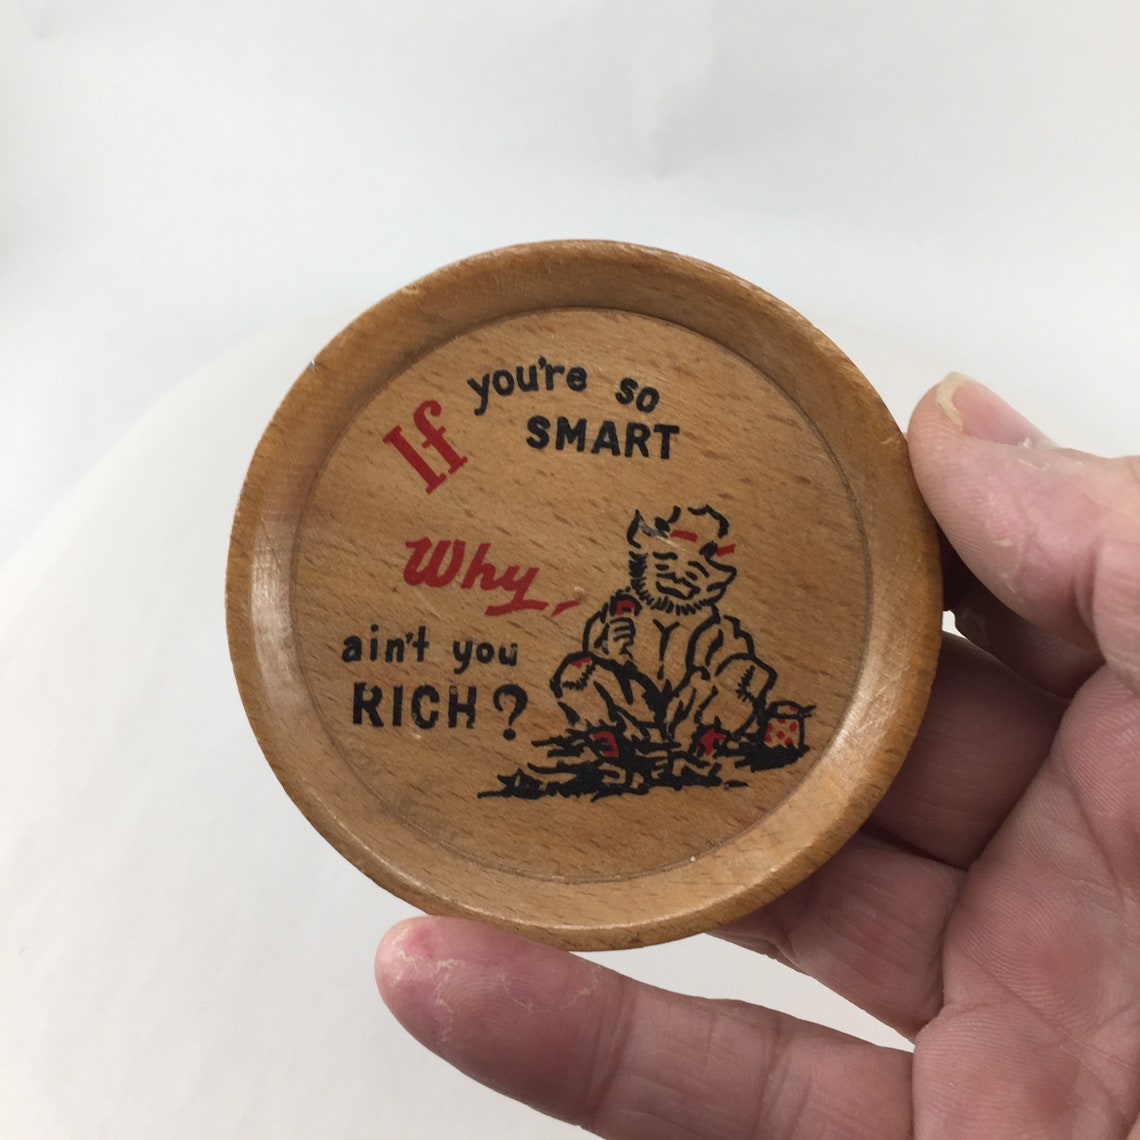 If you're so
SMART
Why,
ain't you
RICH?